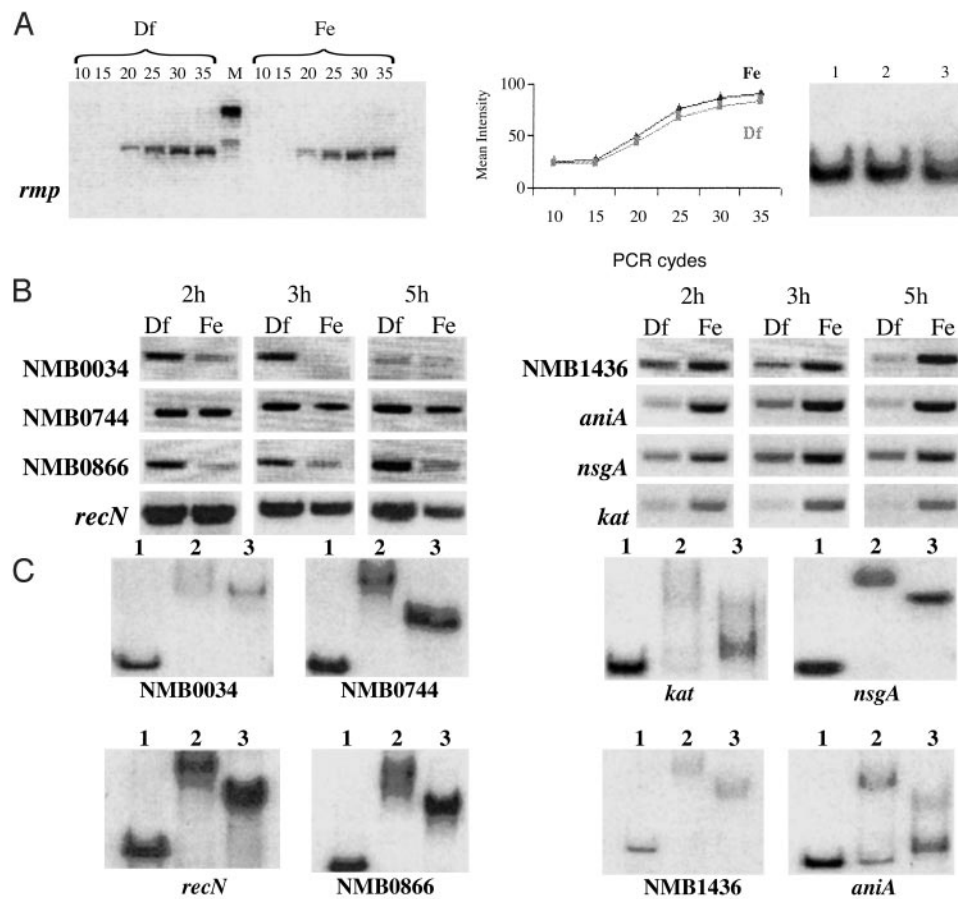 A
Df
Fe
10 15 20 25 30 35 M 10 15 20 25 30 35
rmp
100
50
0
Mean Intensity
Fe
Df
10 15 20 25 30 35
PCR cydes
1 2 3
B
2h 3h 5h
Df Fe Df Fe Df Fe
NMB0034
NMB0744
NMB0866
recN
2h 3h 5h
Df Fe Df Fe Df Fe
NMB1436
aniA
nsgA
kat
C
1 2 3
NMB0034
1 2 3
NMB0744
1 2 3
kat
1 2 3
nsgA
1 2 3
recN
1 2 3
NMB0866
1 2 3
NMB1436
1 2 3
aniA